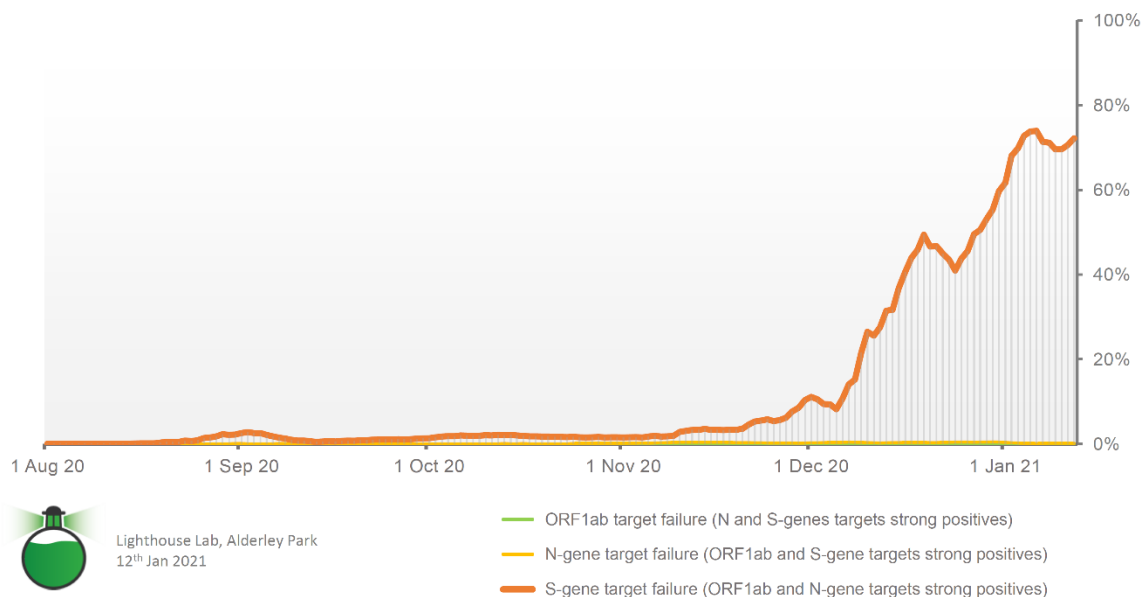 100%
80%
60%
40%
20%
0%
1 Aug 20 1 Sep 20 1 Oct 20 1 Nov 20 1 Dec 20 1 Jan 21
Lighthouse Lab, Alderley Park
12th Jan 2021
ORF1ab target failure (N and S-genes targets strong positives)
N-gene target failure (ORF1ab and S-gene targets strong positives)
S-gene target failure (ORF1ab and N-gene targets strong positives)